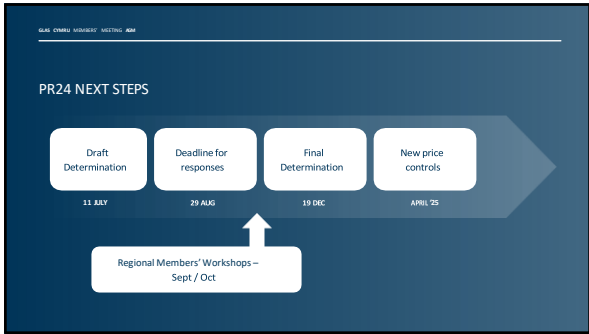 GLAS CYMRU MEMBERS' MEETING AGM
PR24 NEXT STEPS
Draft
Determination
Deadline for
responses
Final
Determination
New price
controls
11 JULY
29 AUG
19 DEC
APRIL '25
Regional Members' Workshops –
Sept / Oct